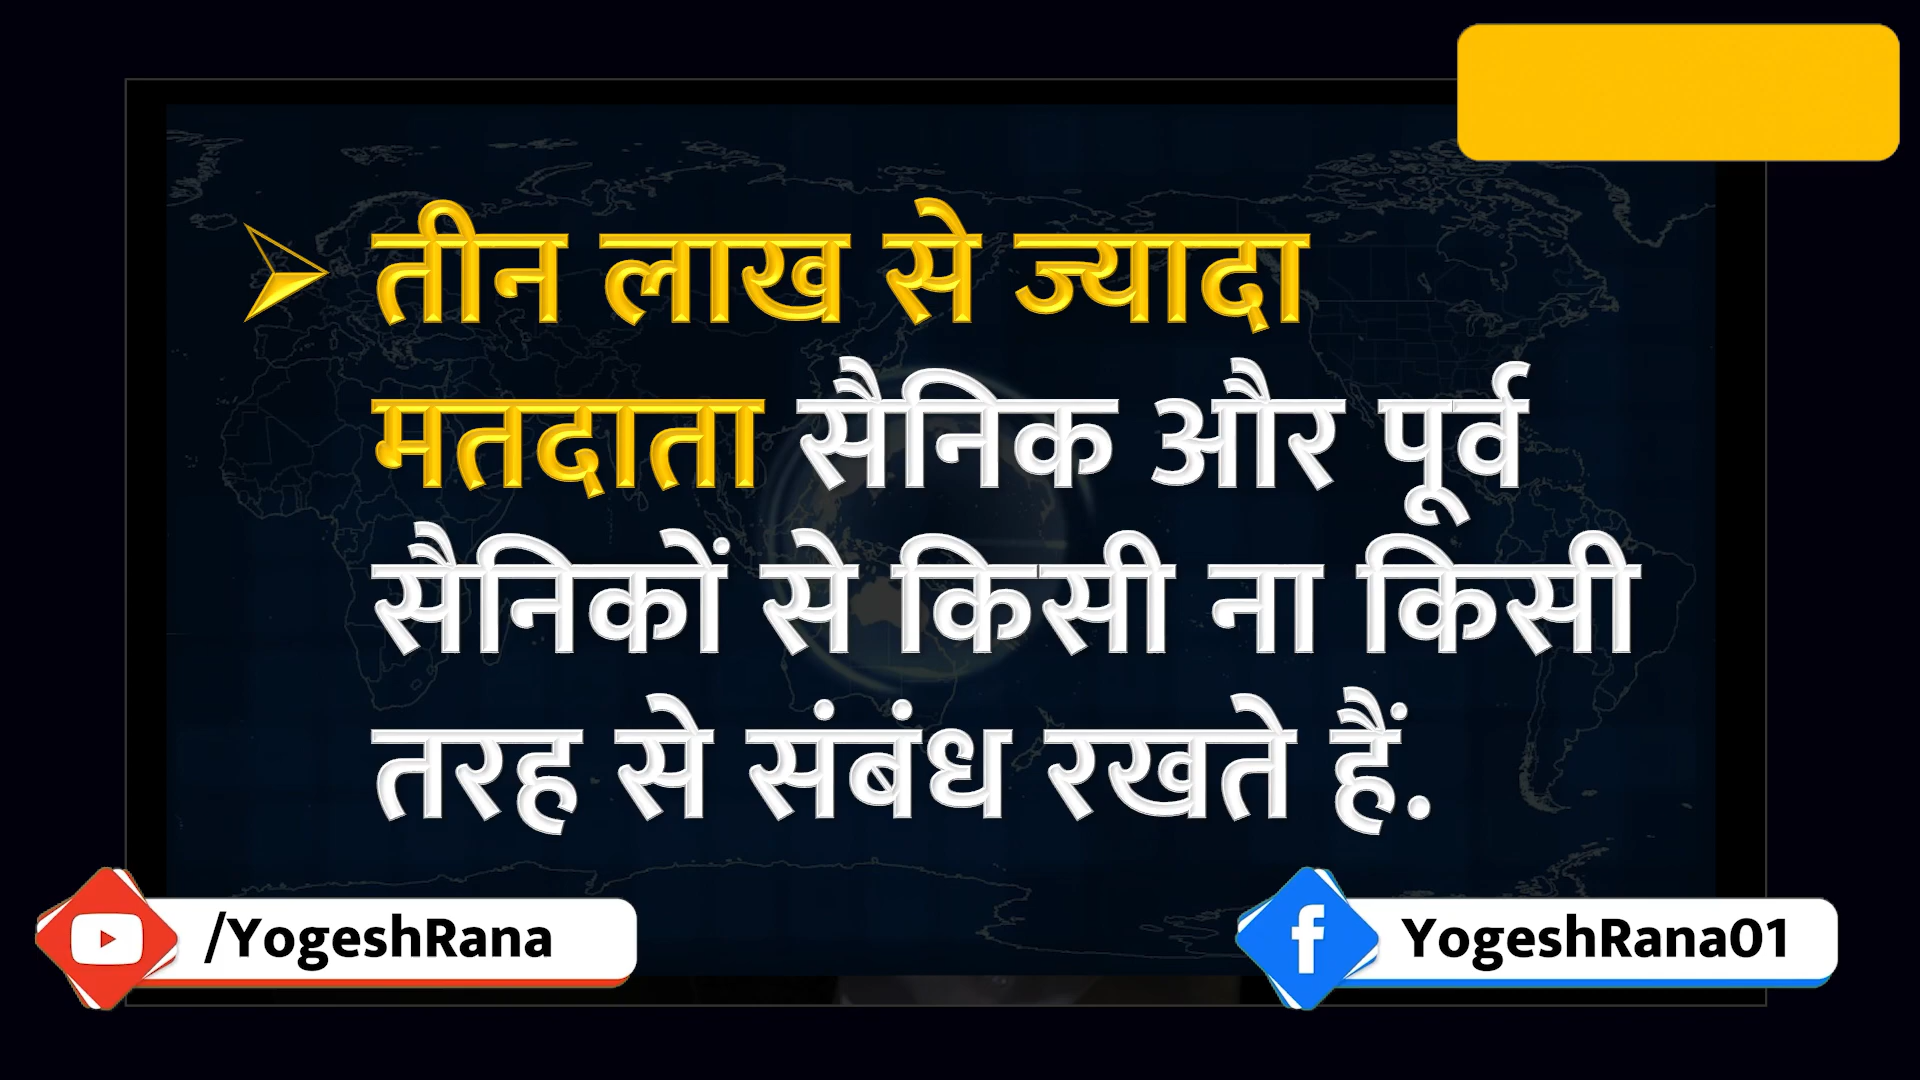 तीन लाख से ज्यादा
मतदाता सैनिक और पूर्व
सैनिकों से किसी ना किसी
तरह से संबंध रखते हैं.
/YogeshRana
YogeshRana01